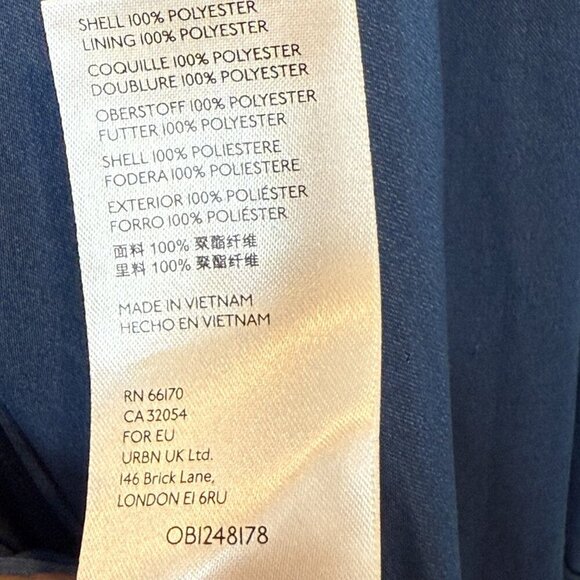 SHELL 100% POLYESTER
LINING 100% POLYESTER
COQUILLE 100% POLYESTER
DOUBLURE 100% POLYESTER
OBERSTOFF 100% POLYESTER
FUTTER 100% POLYESTER
SHELL 100% POLIESTERE
FODERA 100% POLIESTERE
EXTERIOR 100% POLIÉSTER
FORRO 100% POLIÉSTER
面料 100% 聚酯纤维
里料 100% 聚酯纤维
MADE IN VIETNAM
HECHO EN VIETNAM
RN 66170
CA 32054
FOR EU
URBN UK Ltd.
146 Brick Lane,
LONDON E1 6RU
OB1248178